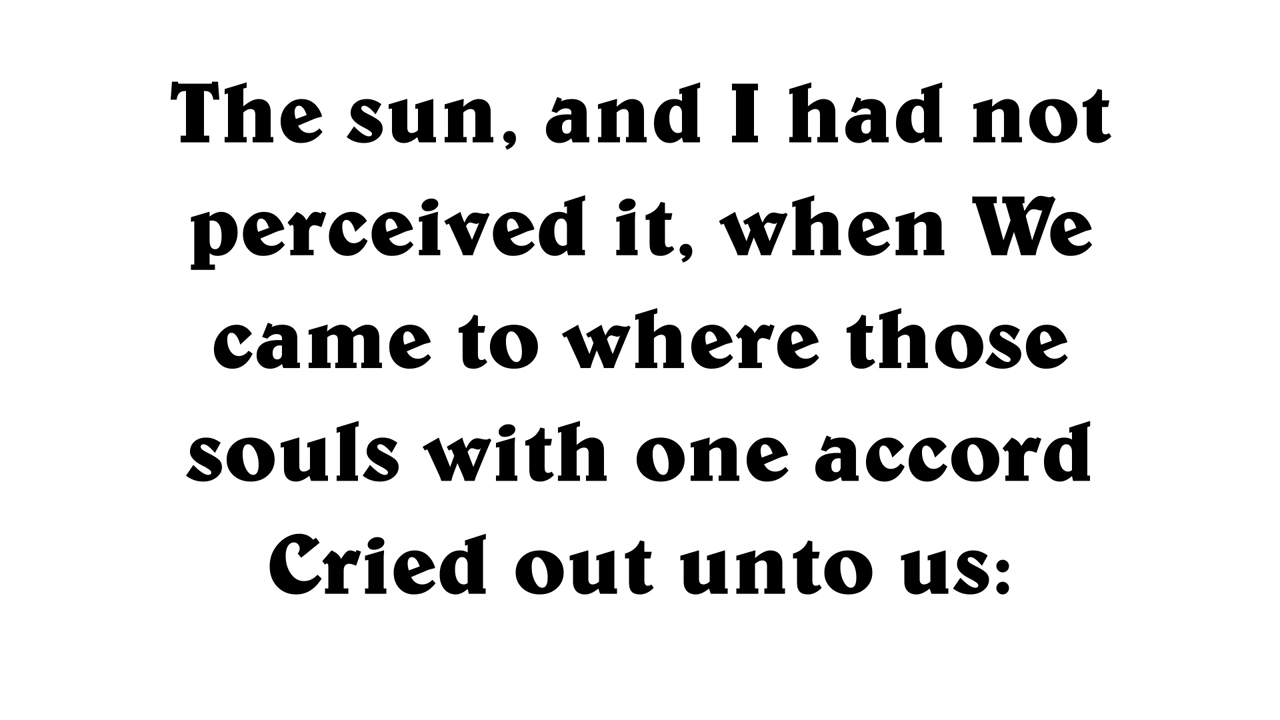 The sun, and I had not
perceived it, when We
came to where those
souls with one accord
Cried out unto us: